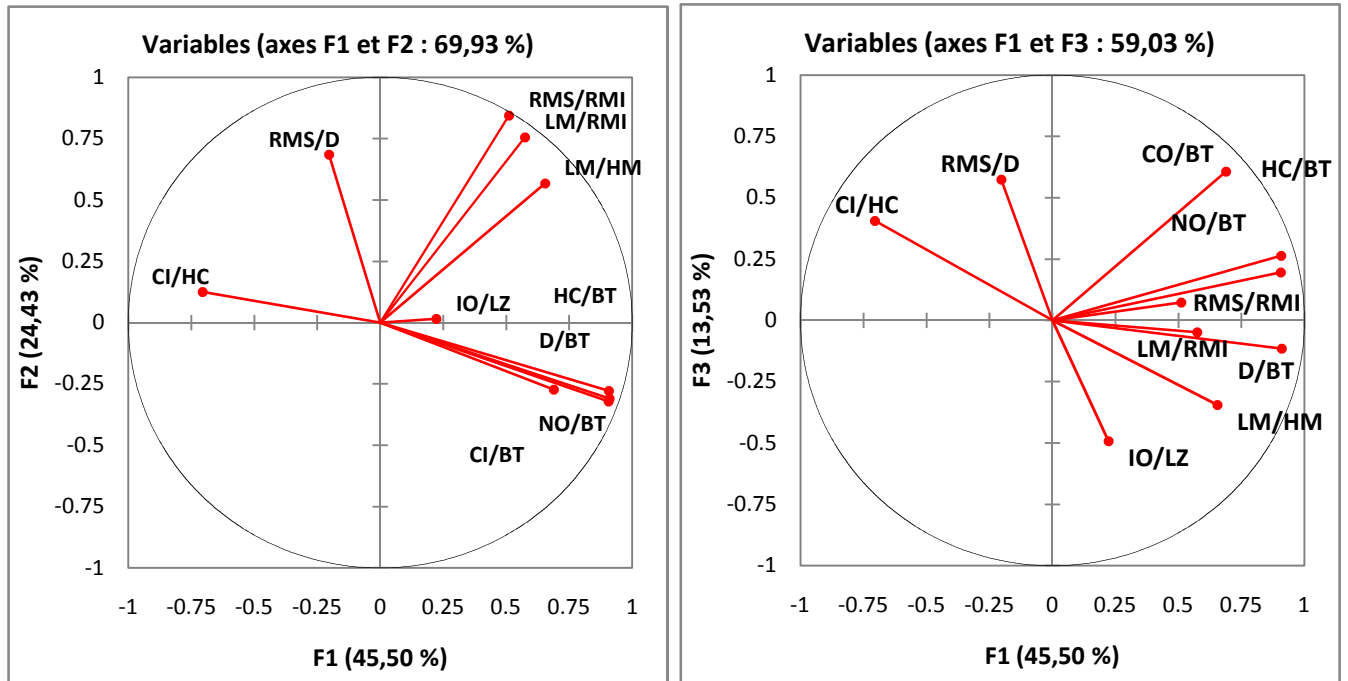 Variables (axes F1 et F2 : 69,93 %)
1
0.75
0.5
0.25
0
-0.25
-0.5
-0.75
-1
F2 (24,43 %)
RMS/RMI
LM/RMI
RMS/D
LM/HM
CI/HC
IO/LZ
HC/BT
D/BT
NO/BT
CI/BT
-1 -0.75 -0.5 -0.25 0 0.25 0.5 0.75 1
F1 (45,50 %)
Variables (axes F1 et F3 : 59,03 %)
1
0.75
0.5
0.25
0
-0.25
-0.5
-0.75
-1
F3 (13,53 %)
CO/BT
HC/BT
RMS/D
CI/HC
NO/BT
RMS/RMI
LM/RMI
D/BT
LM/HM
IO/LZ
-1 -0.75 -0.5 -0.25 0 0.25 0.5 0.75 1
F1 (45,50 %)